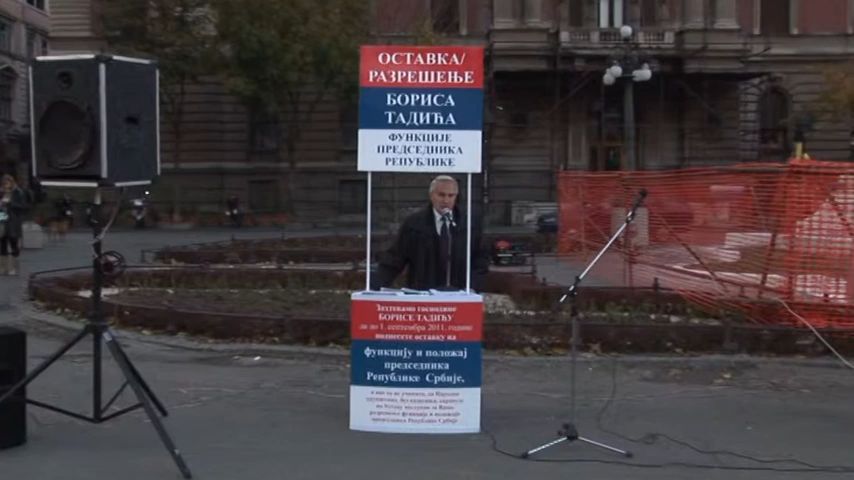 ОСТАВКА/
РАЗРЕШЕЊЕ
БОРИСА
ТАДИЋА
ФУНКЦИЈЕ
ПРЕДСЕДНИКА
РЕПУБЛИКЕ
Захтевамо господине
БОРИСЕ ТАДИЋУ
да до 1. септембра 2011. године
поднесете оставку на
функцију и положај
председника
Републике Србије,